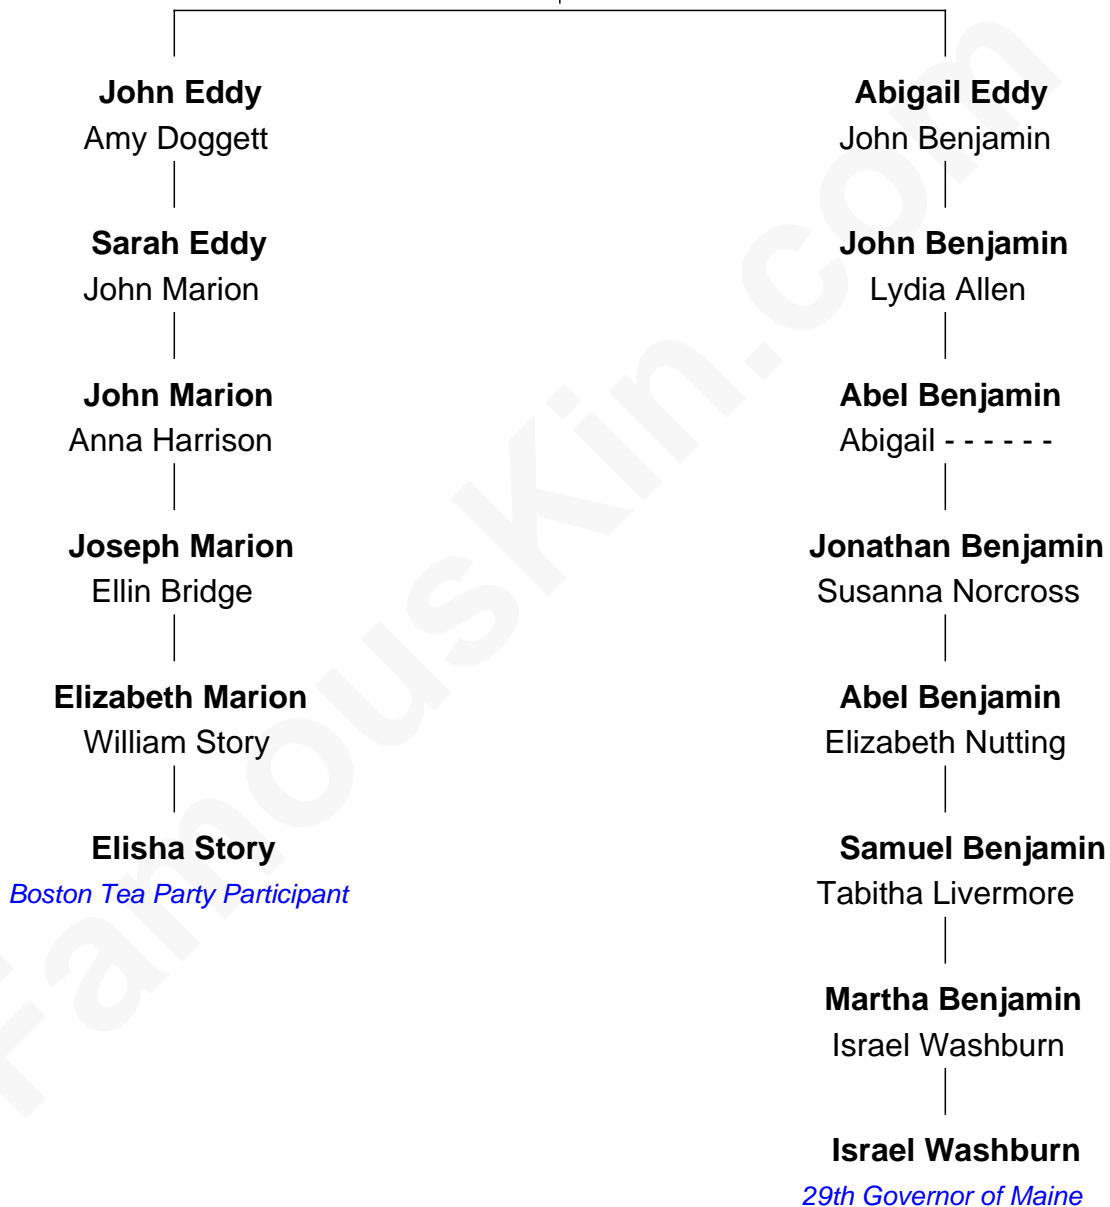 John Eddy
Amy Doggett
Sarah Eddy
John Marion
John Marion
Anna Harrison
Joseph Marion
Ellin Bridge
Elizabeth Marion
William Story
Elisha Story
Boston Tea Party Participant
Abigail Eddy
John Benjamin
John Benjamin
Lydia Allen
Abel Benjamin
Abigail - - - - - -
Jonathan Benjamin
Susanna Norcross
Abel Benjamin
Elizabeth Nutting
Samuel Benjamin
Tabitha Livermore
Martha Benjamin
Israel Washburn
Israel Washburn
29th Governor of Maine
FamousKin.com